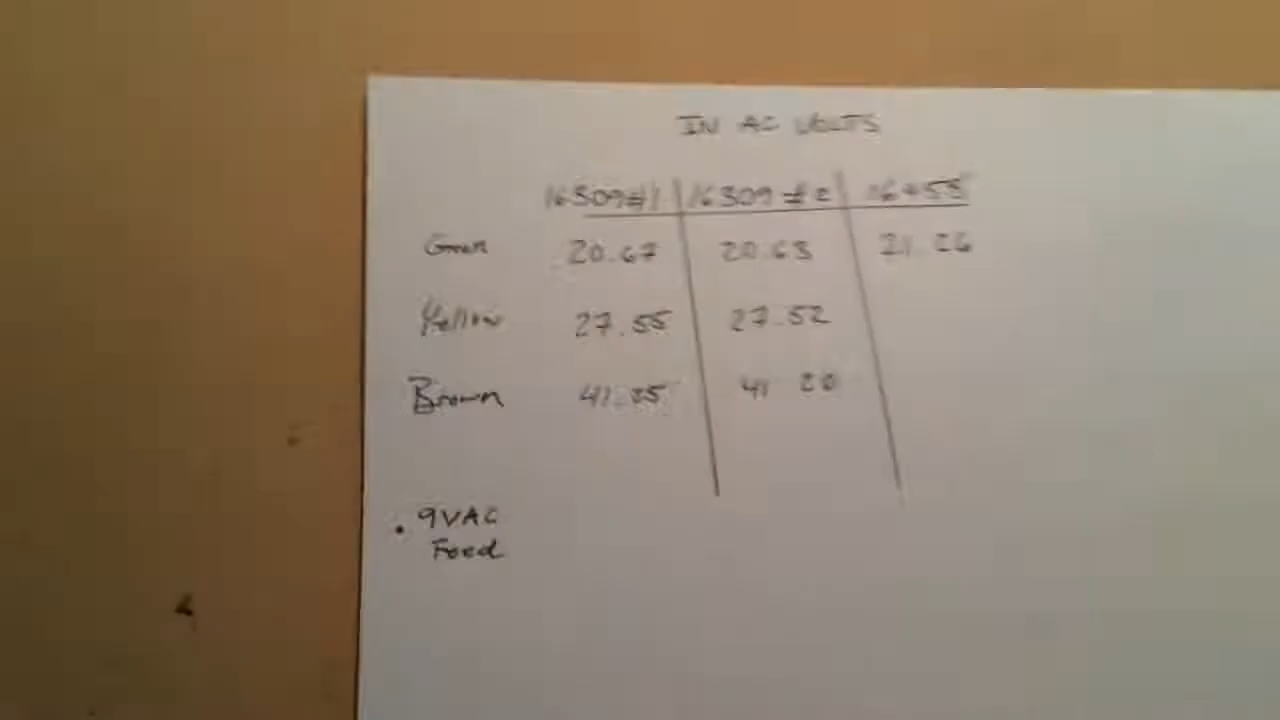 IN AC VOLTS
16309#1 16309 #2 16455
Green 20.67 20.63 21.26
Yellow 27.55 27.52
Brown 41.25 41 20
• 9VAC
Feed